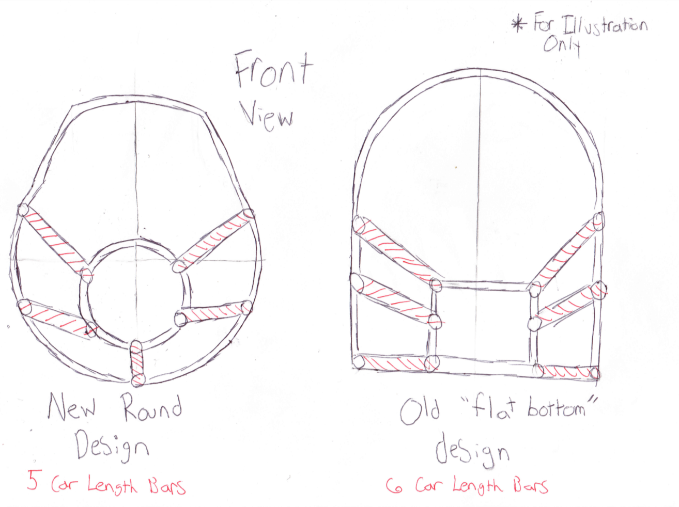 * For Illustration
Only
Front
View
New Round
Design
5 Car Length Bars
Old "flat bottom"
design
6 Car Length Bars